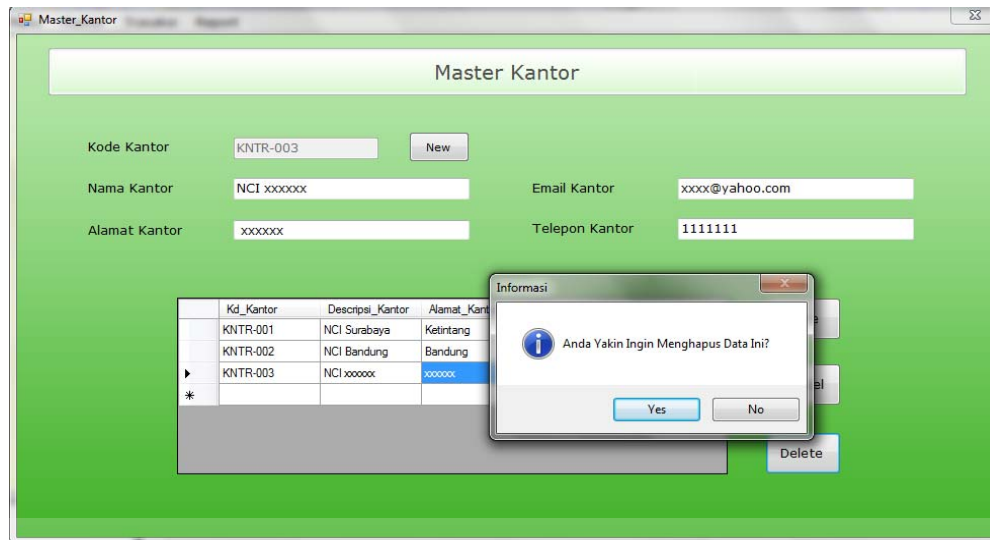 Master_Kantor
Master Kantor
Kode Kantor KNTR-003 New
Nama Kantor NCI xxxxxx Email Kantor xxxx@yahoo.com
Alamat Kantor xxxxxx Telepon Kantor 1111111
Informasi
Anda Yakin Ingin Menghapus Data Ini?
Yes No
Kd_Kantor Descripsi_Kantor Alamat_Kant
KNTR-001 NCI Surabaya Ketintang
KNTR-002 NCI Bandung Bandung
KNTR-003 NCI xxxxxx xxxxxx
Delete